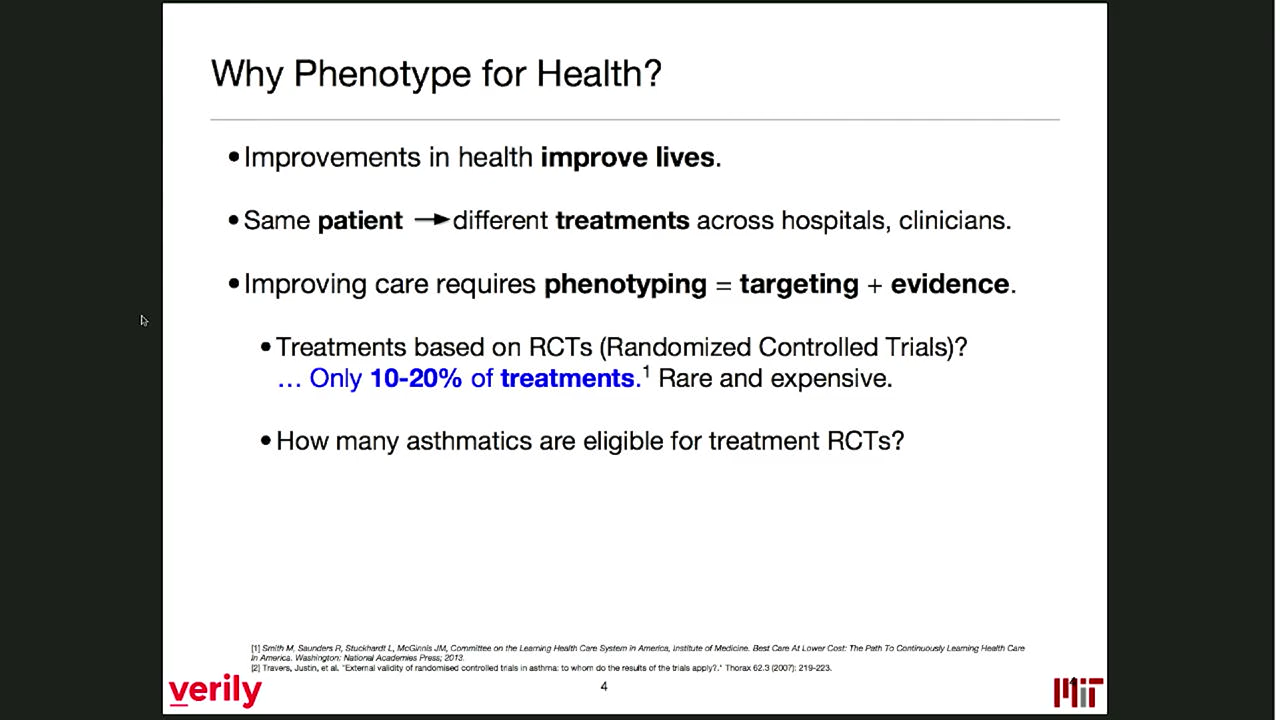 Why Phenotype for Health?
•Improvements in health improve lives.
•Same patient →different treatments across hospitals, clinicians.
•Improving care requires phenotyping = targeting + evidence.
•Treatments based on RCTs (Randomized Controlled Trials)?
… Only 10-20% of treatments.¹ Rare and expensive.
•How many asthmatics are eligible for treatment RCTs?
[1] Smith M, Saunders R, Stuckhardt L, McGinnis JM, Committee on the Learning Health Care System in America, Institute of Medicine. Best Care At Lower Cost: The Path To Continuously Learning Health Care
In America. Washington: National Academies Press; 2013.
[2] Travers, Justin, et al. "External validity of randomised controlled trials in asthma: to whom do the results of the trials apply?." Thorax 62.3 (2007): 219-223.
verily
4
MIT